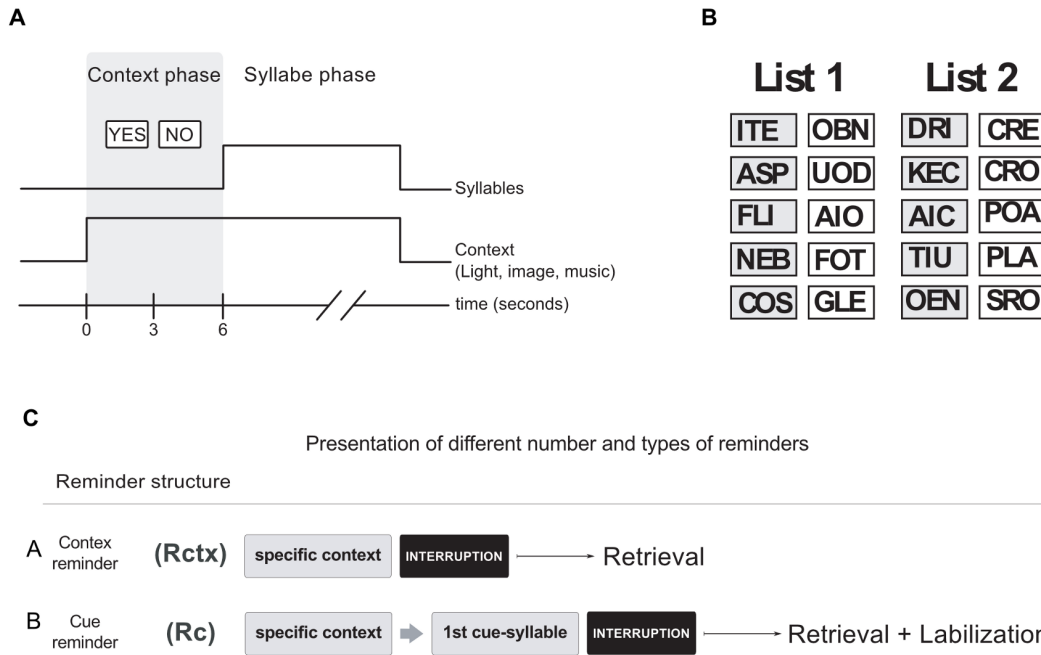 A
Context phase
Syllabe phase
YES NO
Syllables
Context
(Light, image, music)
time (seconds)
0 3 6
B
List 1 List 2
ITE OBN DRI CRE
ASP UOD KEC CRO
FLI AIO AIC POA
NEB FOT TIU PLA
COS GLE OEN SRO
C
Presentation of different number and types of reminders
Reminder structure
A Contex reminder (Rctx) specific context INTERRUPTION Retrieval
B Cue reminder (Rc) specific context 1st cue-syllable INTERRUPTION Retrieval + Labilization